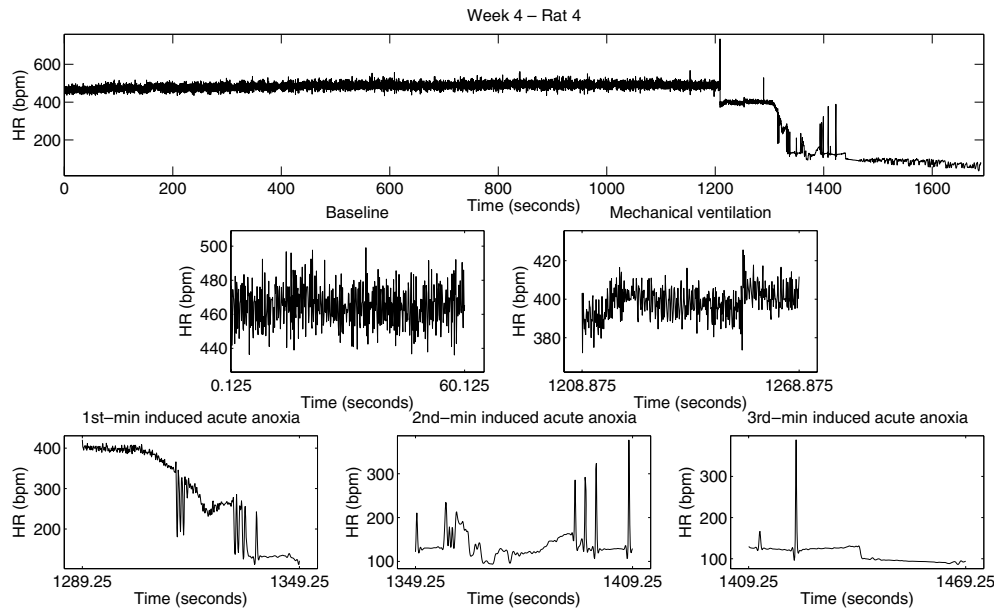 Week 4 – Rat 4
HR (bpm)
600
400
200
0 200 400 600 800 1000 1200 1400 1600
Time (seconds)
Baseline
HR (bpm)
500
480
460
440
0.125 60.125
Time (seconds)
Mechanical ventilation
HR (bpm)
420
400
380
1208.875 1268.875
Time (seconds)
1st–min induced acute anoxia
HR (bpm)
400
300
200
1289.25 1349.25
Time (seconds)
2nd–min induced acute anoxia
HR (bpm)
300
200
100
1349.25 1409.25
Time (seconds)
3rd–min induced acute anoxia
HR (bpm)
300
200
100
1409.25 1469.25
Time (seconds)